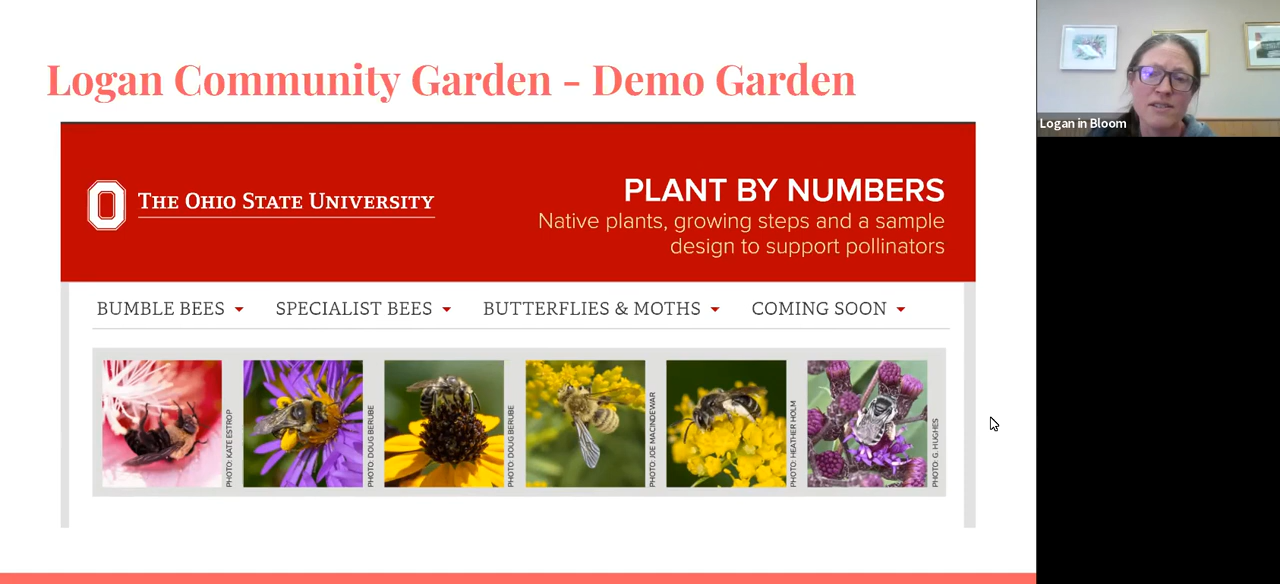 Logan Community Garden - Demo Garden
THE OHIO STATE UNIVERSITY
PLANT BY NUMBERS
Native plants, growing steps and a sample
design to support pollinators
BUMBLE BEES
SPECIALIST BEES
BUTTERFLIES & MOTHS
COMING SOON
PHOTO: KATE ESTROP
PHOTO: DOUG BERUBE
PHOTO: DOUG BERUBE
PHOTO: JOE MACINDEWAR
PHOTO: HEATHER HOLM
PHOTO: G. HUGHES
Logan in Bloom